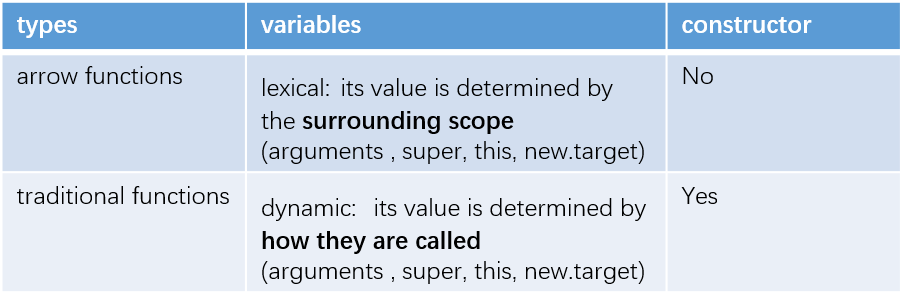 types variables constructor
arrow functions lexical: its value is determined by No
the surrounding scope
(arguments , super, this, new.target)
traditional functions dynamic: its value is determined by Yes
how they are called
(arguments , super, this, new.target)